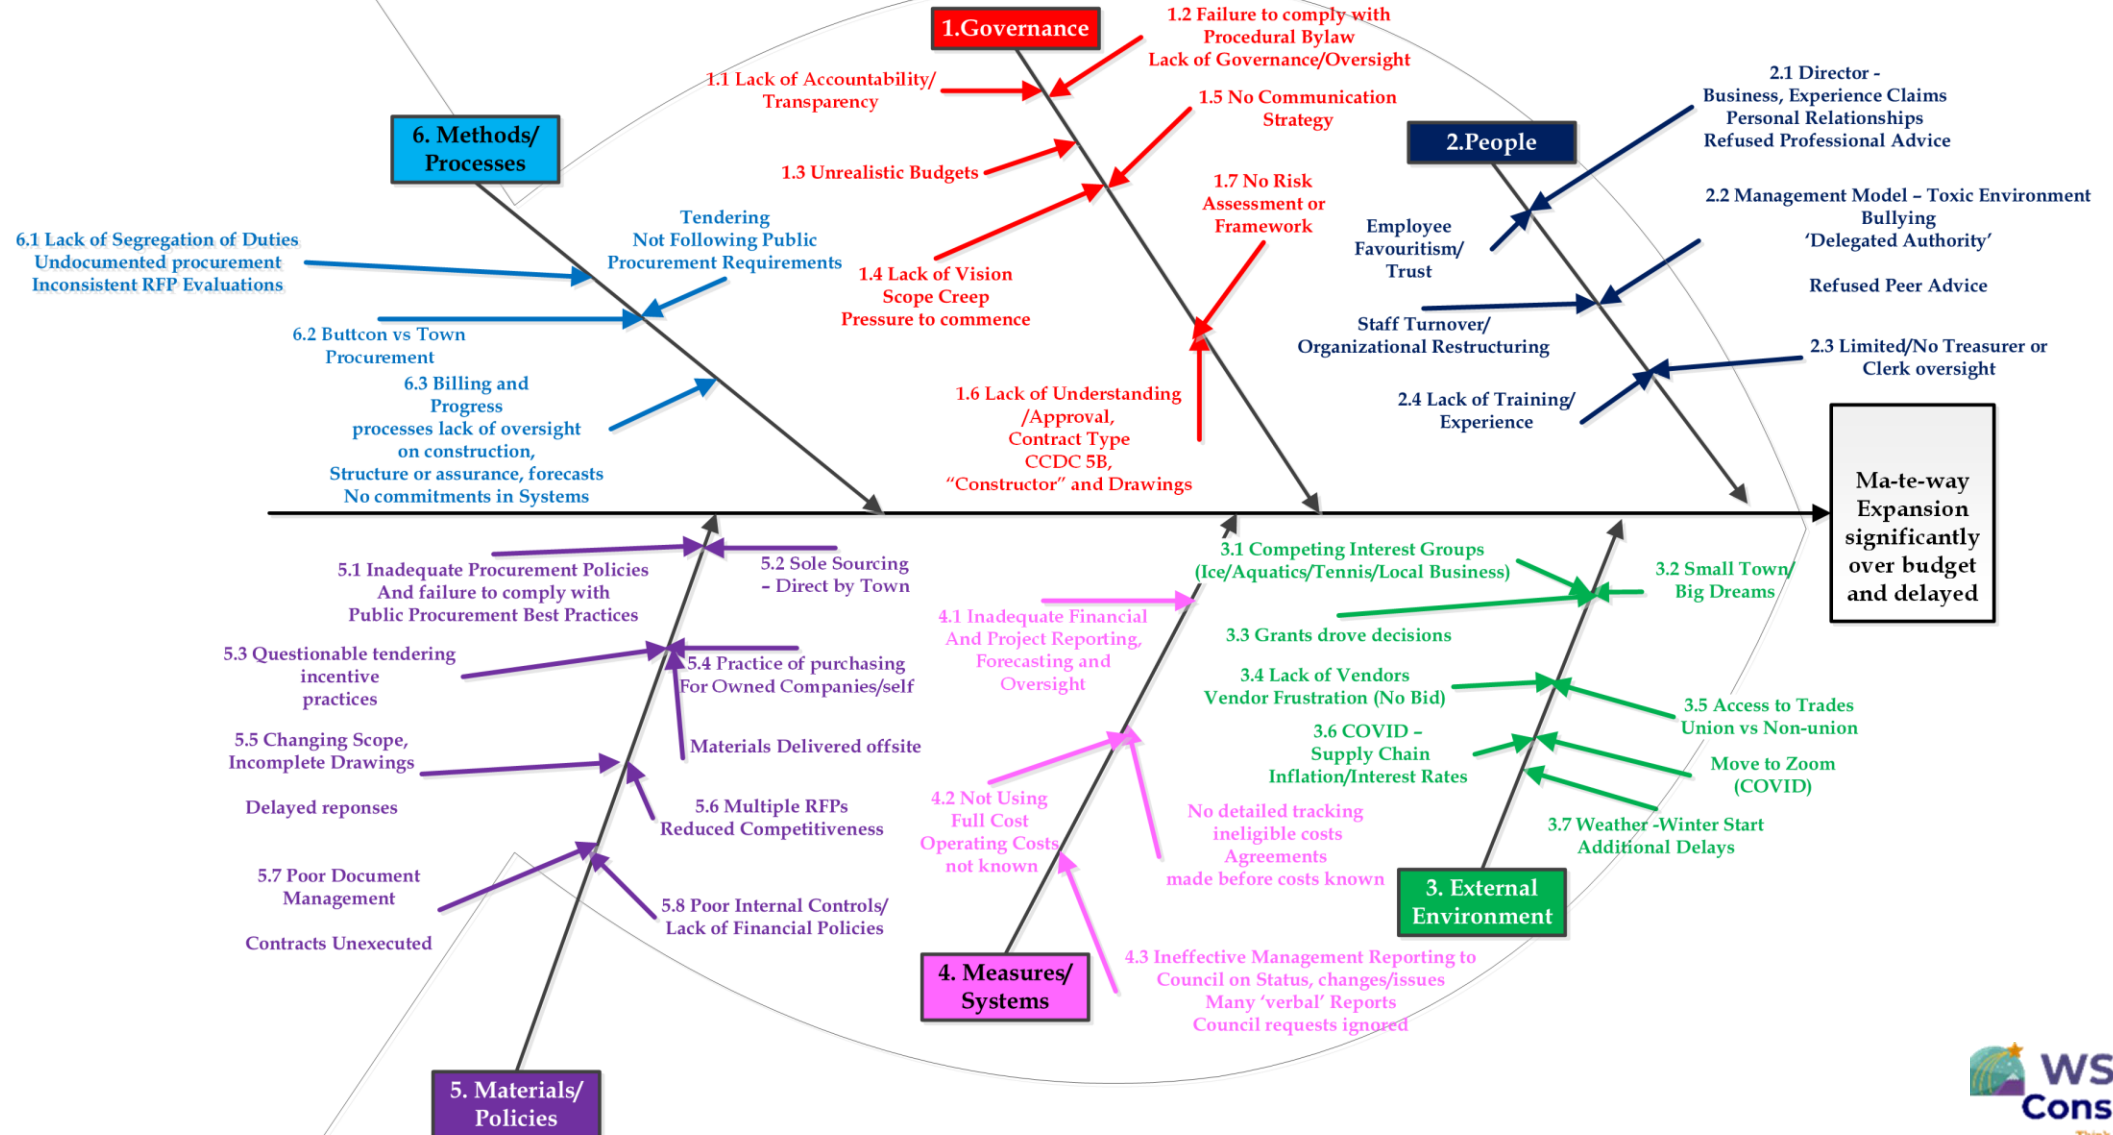 1.Governance
1.1 Lack of Accountability/
Transparency
1.2 Failure to comply with
Procedural Bylaw
Lack of Governance/Oversight
1.3 Unrealistic Budgets
1.5 No Communication
Strategy
1.4 Lack of Vision
Scope Creep
Pressure to commence
1.7 No Risk
Assessment or
Framework
1.6 Lack of Understanding
/Approval,
Contract Type
CCDC 5B,
“Constructor” and Drawings
2.People
2.1 Director -
Business, Experience Claims
Personal Relationships
Refused Professional Advice
Employee
Favouritism/
Trust
2.2 Management Model – Toxic Environment
Bullying
‘Delegated Authority’
Refused Peer Advice
Staff Turnover/
Organizational Restructuring
2.3 Limited/No Treasurer or
Clerk oversight
2.4 Lack of Training/
Experience
6. Methods/
Processes
6.1 Lack of Segregation of Duties
Undocumented procurement
Inconsistent RFP Evaluations
Tendering
Not Following Public
Procurement Requirements
6.2 Buttcon vs Town
Procurement
6.3 Billing and
Progress
processes lack of oversight
on construction,
Structure or assurance, forecasts
No commitments in Systems
Ma-te-way
Expansion
significantly
over budget
and delayed
5.1 Inadequate Procurement Policies
And failure to comply with
Public Procurement Best Practices
5.2 Sole Sourcing
– Direct by Town
5.3 Questionable tendering
incentive
practices
5.4 Practice of purchasing
For Owned Companies/self
Materials Delivered offsite
5.5 Changing Scope,
Incomplete Drawings
Delayed reponses
5.6 Multiple RFPs
Reduced Competitiveness
5.7 Poor Document
Management
Contracts Unexecuted
5.8 Poor Internal Controls/
Lack of Financial Policies
5. Materials/
Policies
4.1 Inadequate Financial
And Project Reporting,
Forecasting and
Oversight
4.2 Not Using
Full Cost
Operating Costs
not known
No detailed tracking
ineligible costs
Agreements
made before costs known
4.3 Ineffective Management Reporting to
Council on Status, changes/issues
Many ‘verbal’ Reports
Council requests ignored
4. Measures/
Systems
3.1 Competing Interest Groups
(Ice/Aquatics/Tennis/Local Business)
3.2 Small Town/
Big Dreams
3.3 Grants drove decisions
3.4 Lack of Vendors
Vendor Frustration (No Bid)
3.5 Access to Trades
Union vs Non-union
3.6 COVID –
Supply Chain
Inflation/Interest Rates
Move to Zoom
(COVID)
3.7 Weather -Winter Start
Additional Delays
3. External
Environment
WS
Cons